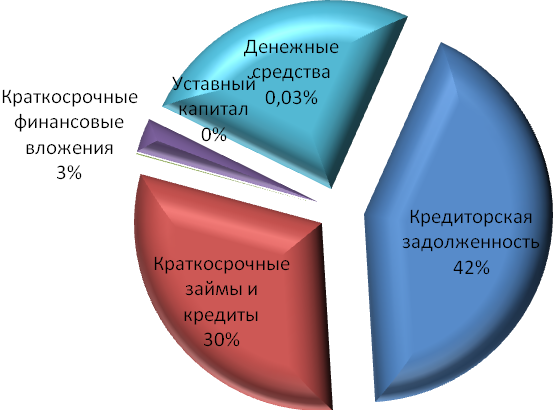 Денежные
средства
0,03%
Уставный
капитал
0%
Краткосрочные
финансовые
вложения
3%
Кредиторская
задолженность
42%
Краткосрочные
займы и
кредиты
30%